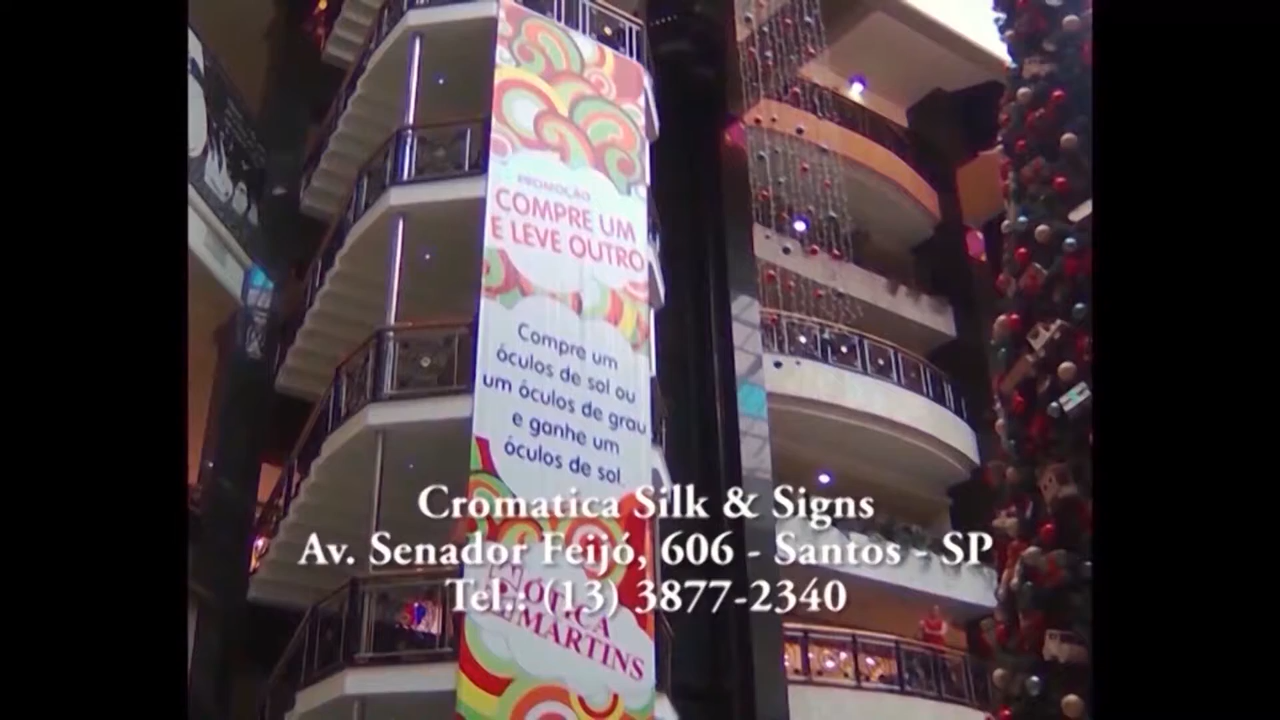 PROMOÇÃO
COMPRE UM
E LEVE OUTRO
Compre um
óculos de sol ou
um óculos de grau
e ganhe um
óculos de sol.
Cromatica Silk & Signs
Av. Senador Feijó, 606 - Santos - SP
Tel.: (13) 3877-2340
ÓTICA
MARTINS